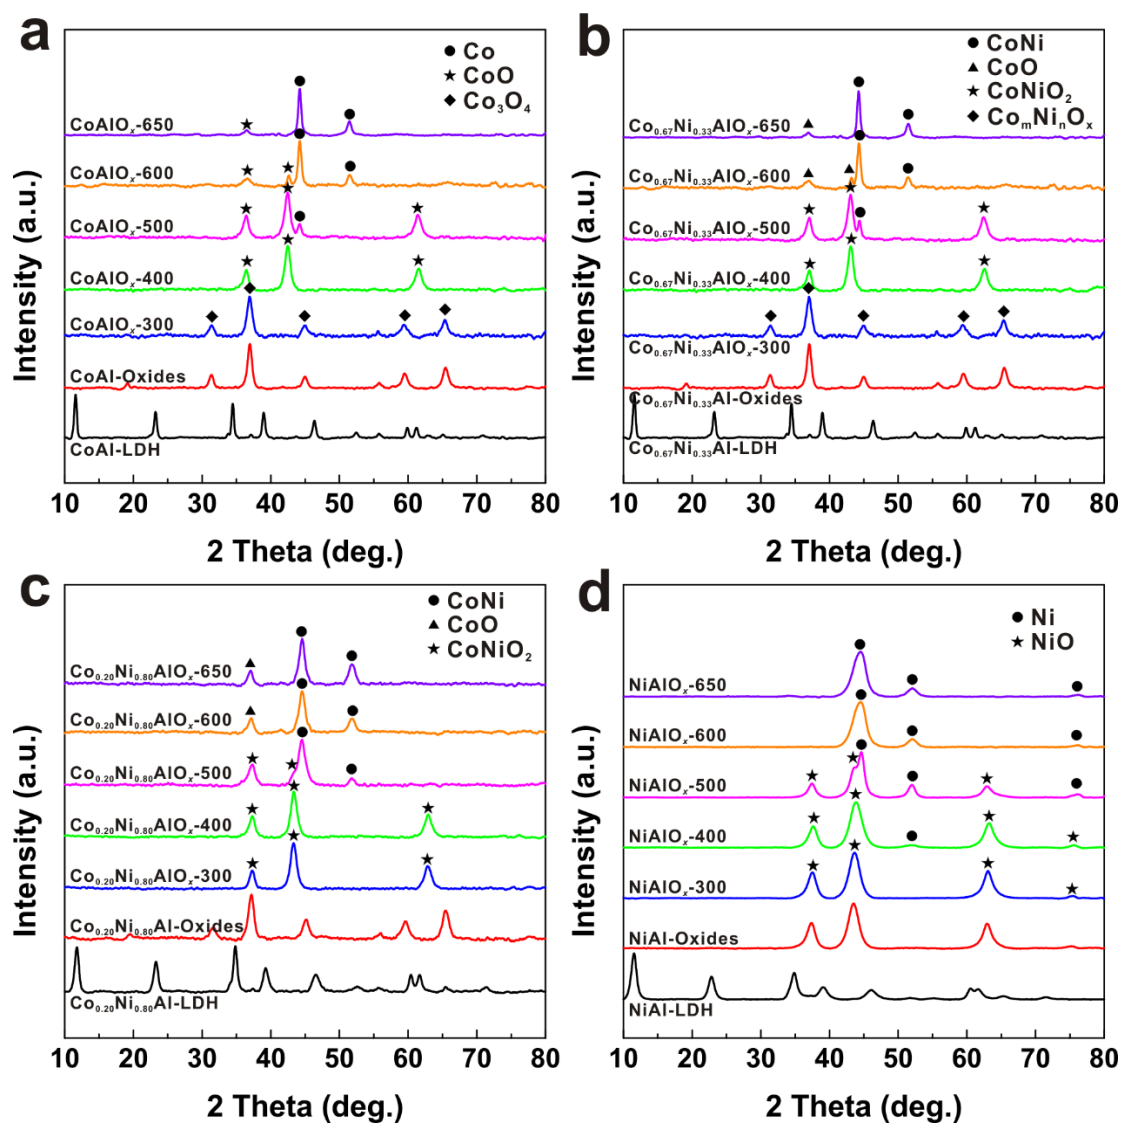 a
Co
CoO
Co₃O₄
CoAlOₓ-650
CoAlOₓ-600
CoAlOₓ-500
CoAlOₓ-400
CoAlOₓ-300
CoAl-Oxides
CoAl-LDH
Intensity (a.u.)
10 20 30 40 50 60 70 80
2 Theta (deg.)
b
CoNi
CoO
CoNiO₂
CoₘNiₙOₓ
Co₀.₆₇Ni₀.₃₃AlOₓ-650
Co₀.₆₇Ni₀.₃₃AlOₓ-600
Co₀.₆₇Ni₀.₃₃AlOₓ-500
Co₀.₆₇Ni₀.₃₃AlOₓ-400
Co₀.₆₇Ni₀.₃₃AlOₓ-300
Co₀.₆₇Ni₀.₃₃Al-Oxides
Co₀.₆₇Ni₀.₃₃Al-LDH
Intensity (a.u.)
10 20 30 40 50 60 70 80
2 Theta (deg.)
c
CoNi
CoO
CoNiO₂
Co₀.₂₀Ni₀.₈₀AlOₓ-650
Co₀.₂₀Ni₀.₈₀AlOₓ-600
Co₀.₂₀Ni₀.₈₀AlOₓ-500
Co₀.₂₀Ni₀.₈₀AlOₓ-400
Co₀.₂₀Ni₀.₈₀AlOₓ-300
Co₀.₂₀Ni₀.₈₀Al-Oxides
Co₀.₂₀Ni₀.₈₀Al-LDH
Intensity (a.u.)
10 20 30 40 50 60 70 80
2 Theta (deg.)
d
Ni
NiO
NiAlOₓ-650
NiAlOₓ-600
NiAlOₓ-500
NiAlOₓ-400
NiAlOₓ-300
NiAl-Oxides
NiAl-LDH
Intensity (a.u.)
10 20 30 40 50 60 70 80
2 Theta (deg.)